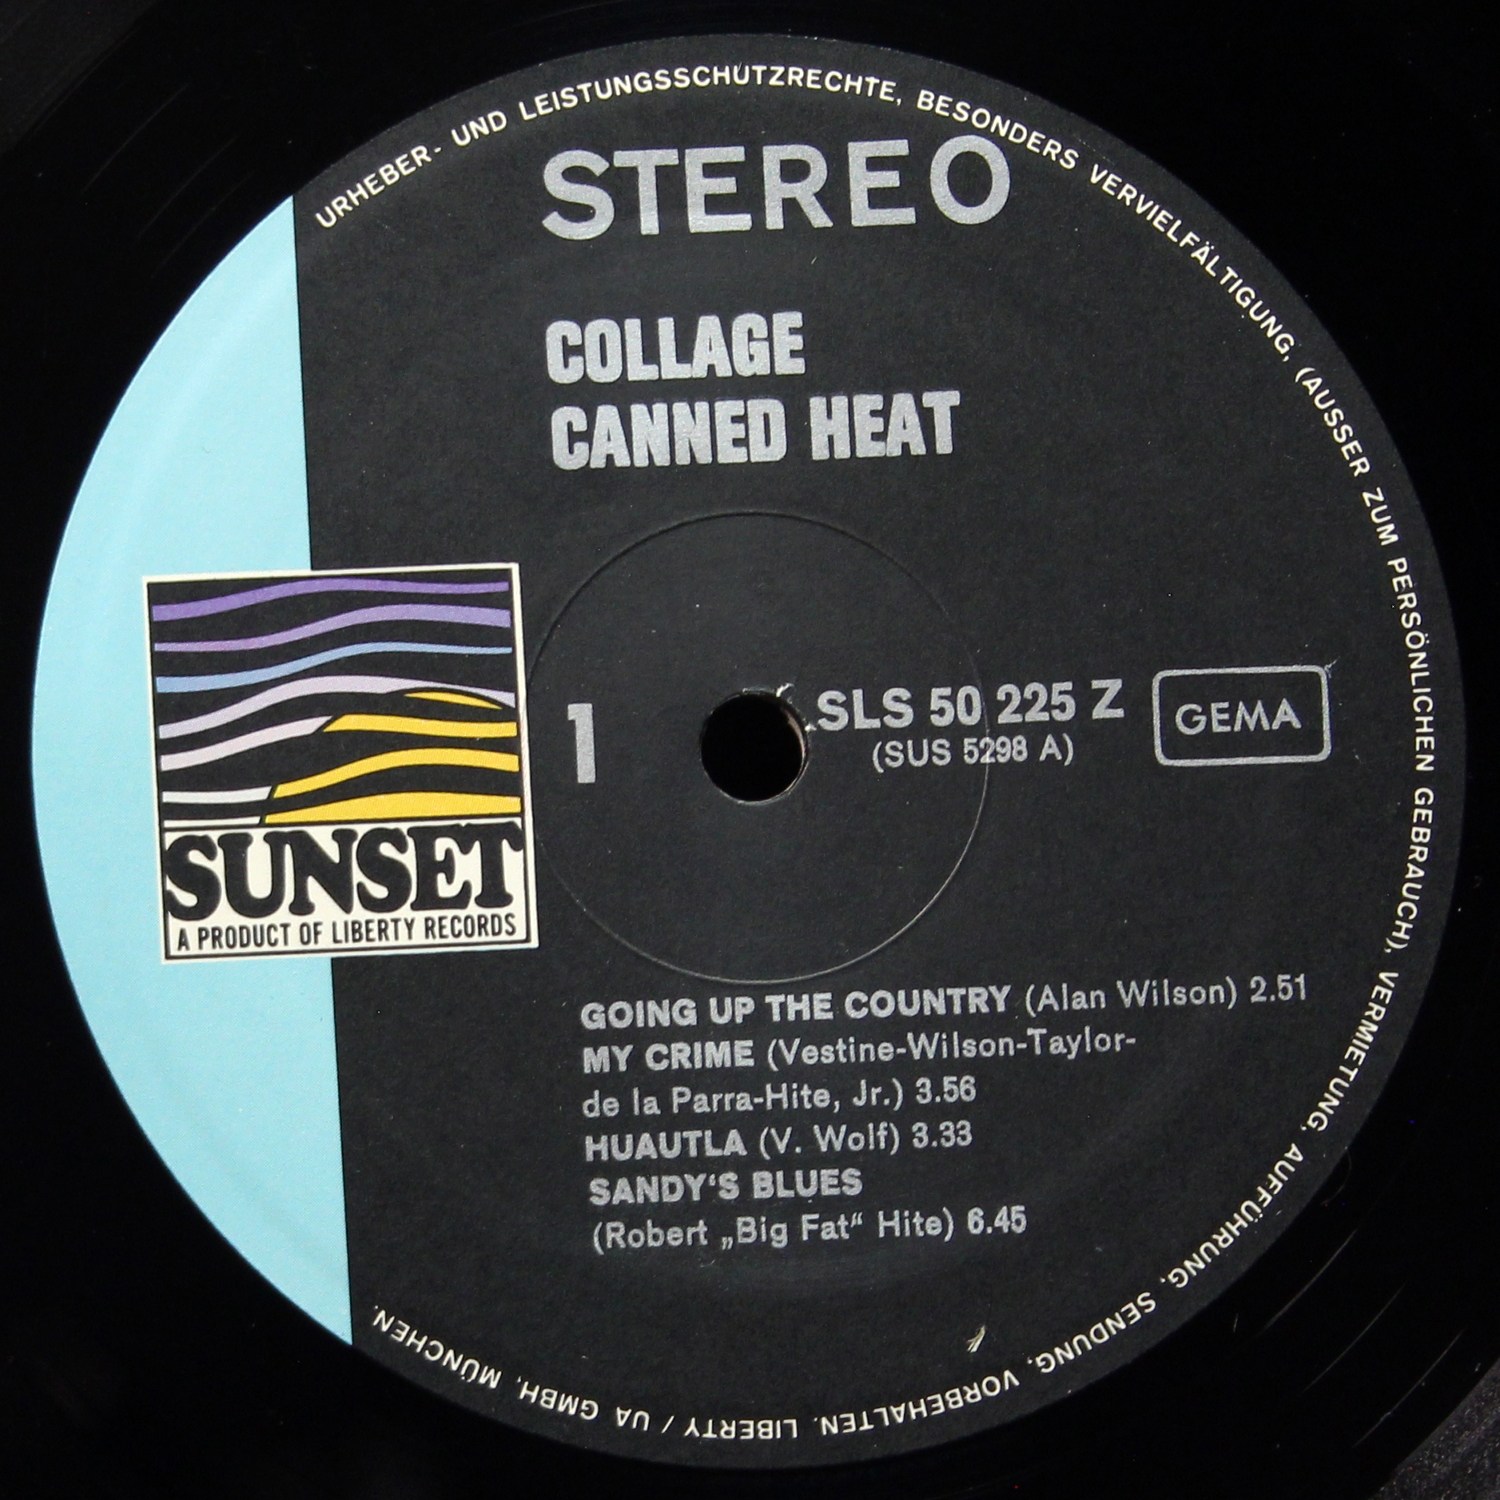 URHEBER- UND LEISTUNGSSCHUTZRECHTE, BESONDERS VERVIELFÄLTIGUNG, (AUSSER ZUM PERSÖNLICHEN GEBRAUCH), VERMIETUNG, AUFFÜHRUNG, SENDUNG, VORBEHALTEN. LIBERTY / UA GMBH, MÜNCHEN.
STEREO
COLLAGE
CANNED HEAT
SUNSET
A PRODUCT OF LIBERTY RECORDS
1
SLS 50 225 Z
(SUS 5298 A)
GEMA
GOING UP THE COUNTRY (Alan Wilson) 2.51
MY CRIME (Vestine-Wilson-Taylor-
de la Parra-Hite, Jr.) 3.56
HUAUTLA (V. Wolf) 3.33
SANDY'S BLUES
(Robert „Big Fat“ Hite) 6.45